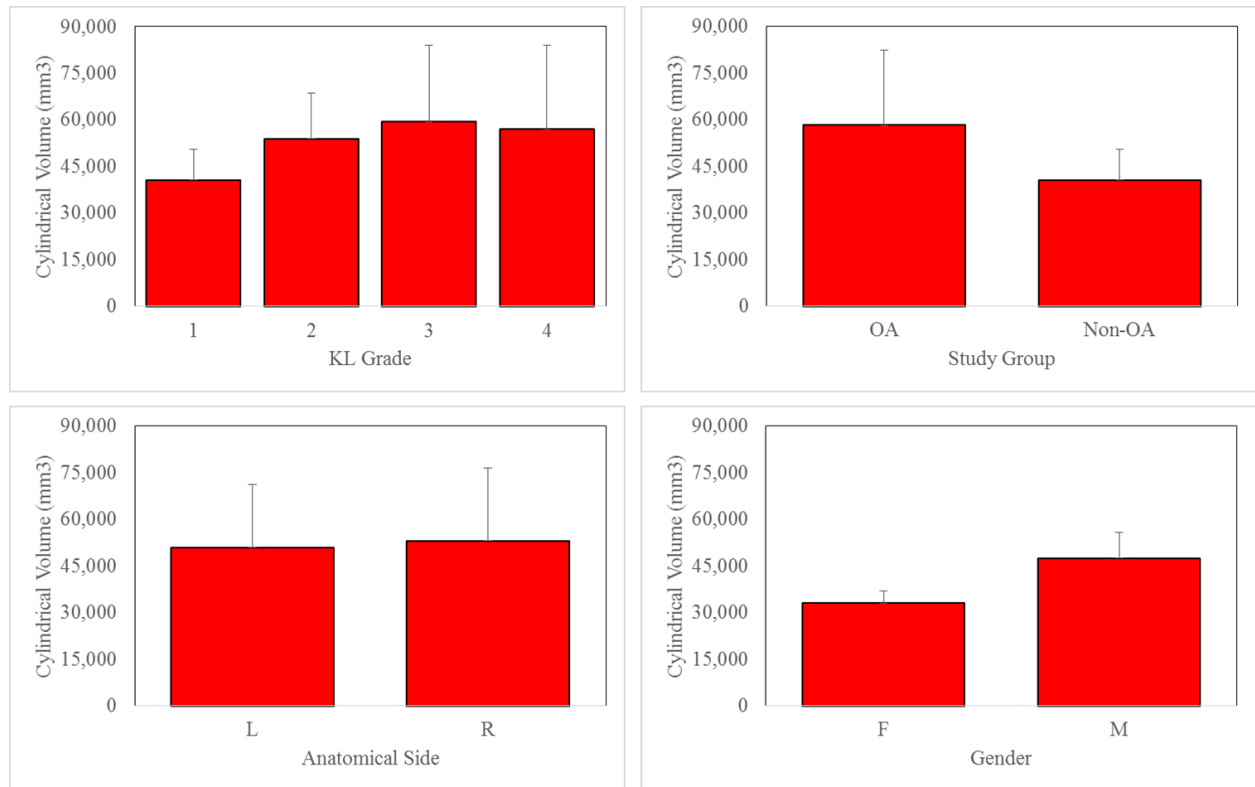 90,000
75,000
60,000
45,000
30,000
15,000
0
Cylindrical Volume (mm3)
1 2 3 4
KL Grade
90,000
75,000
60,000
45,000
30,000
15,000
0
Cylindrical Volume (mm3)
OA Non-OA
Study Group
90,000
75,000
60,000
45,000
30,000
15,000
0
Cylindrical Volume (mm3)
L R
Anatomical Side
90,000
75,000
60,000
45,000
30,000
15,000
0
Cylindrical Volume (mm3)
F M
Gender